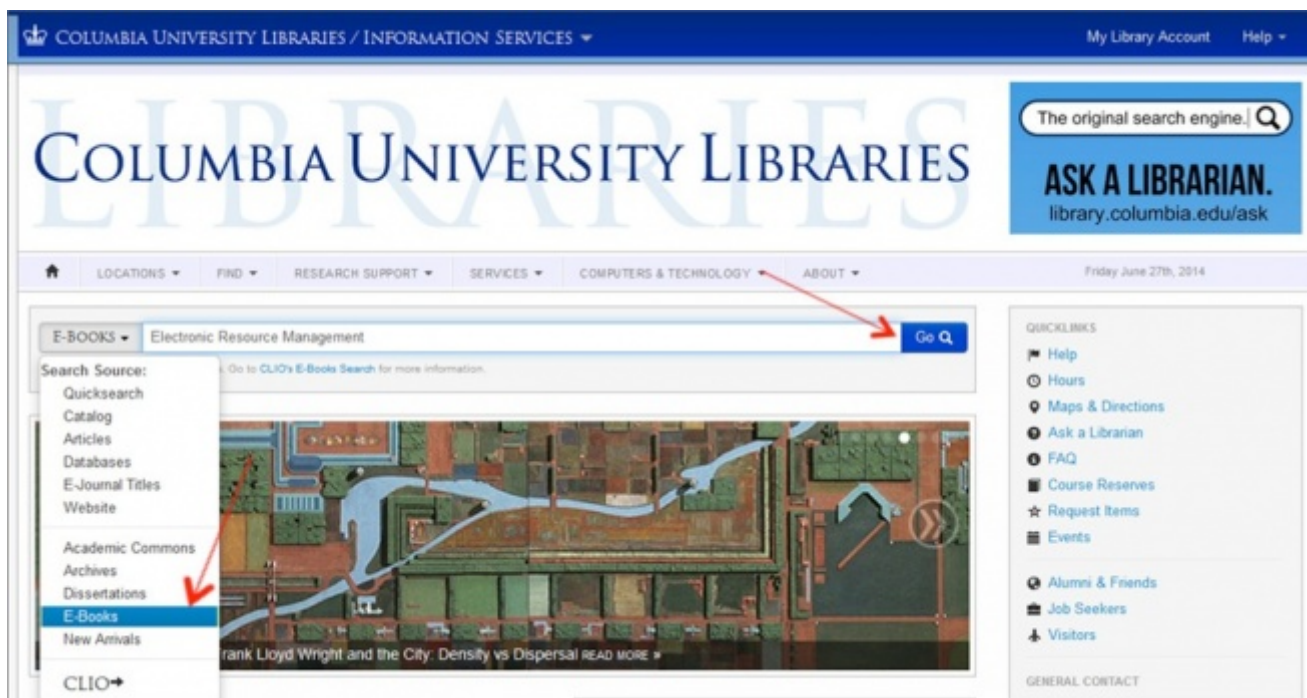 COLUMBIA UNIVERSITY LIBRARIES / INFORMATION SERVICES
My Library Account Help
LIBRARIES
COLUMBIA UNIVERSITY LIBRARIES
The original search engine.
ASK A LIBRARIAN.
library.columbia.edu/ask
LOCATIONS FIND RESEARCH SUPPORT SERVICES COMPUTERS & TECHNOLOGY ABOUT
Friday June 27th, 2014
E-BOOKS Electronic Resource Management Go
Go to CLIO's E-Books Search for more information.
Search Source:
Quicksearch
Catalog
Articles
Databases
E-Journal Titles
Website
Academic Commons
Archives
Dissertations
E-Books
New Arrivals
CLIO
rank Lloyd Wright and the City: Density vs Dispersal READ MORE »
QUICKLINKS
Help
Hours
Maps & Directions
Ask a Librarian
FAQ
Course Reserves
Request Items
Events
Alumni & Friends
Job Seekers
Visitors
GENERAL CONTACT